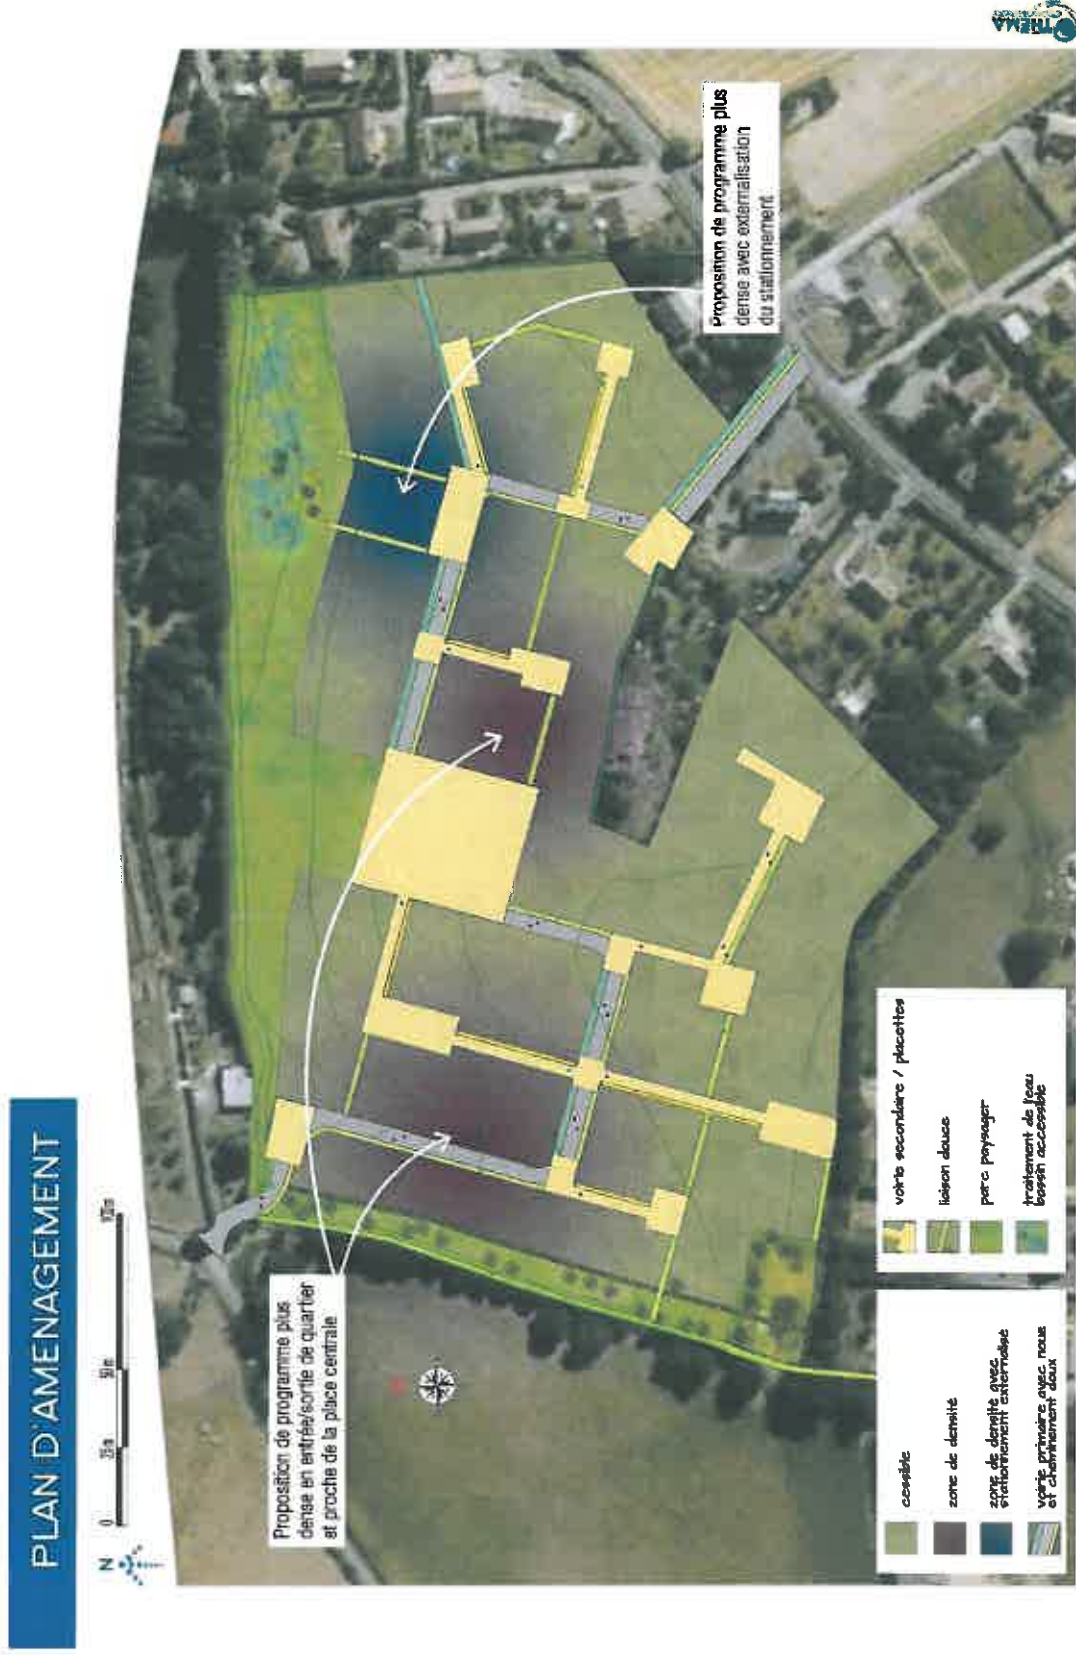 PLAN D'AMENAGEMENT
N
0
25m
50m
Proposition de programme plus
dense en entrée/sortie de quartier
et proche de la place centrale
Proposition de programme plus
dense avec externalisation
du stationnement
cessible
zone de densité
zone de densité avec
stationnement externalisé
voirie primaire avec noue
et cheminement doux
voirie secondaire / placettes
liaison douce
parc paysager
traitement de l'eau
bassin accessible
THEMA